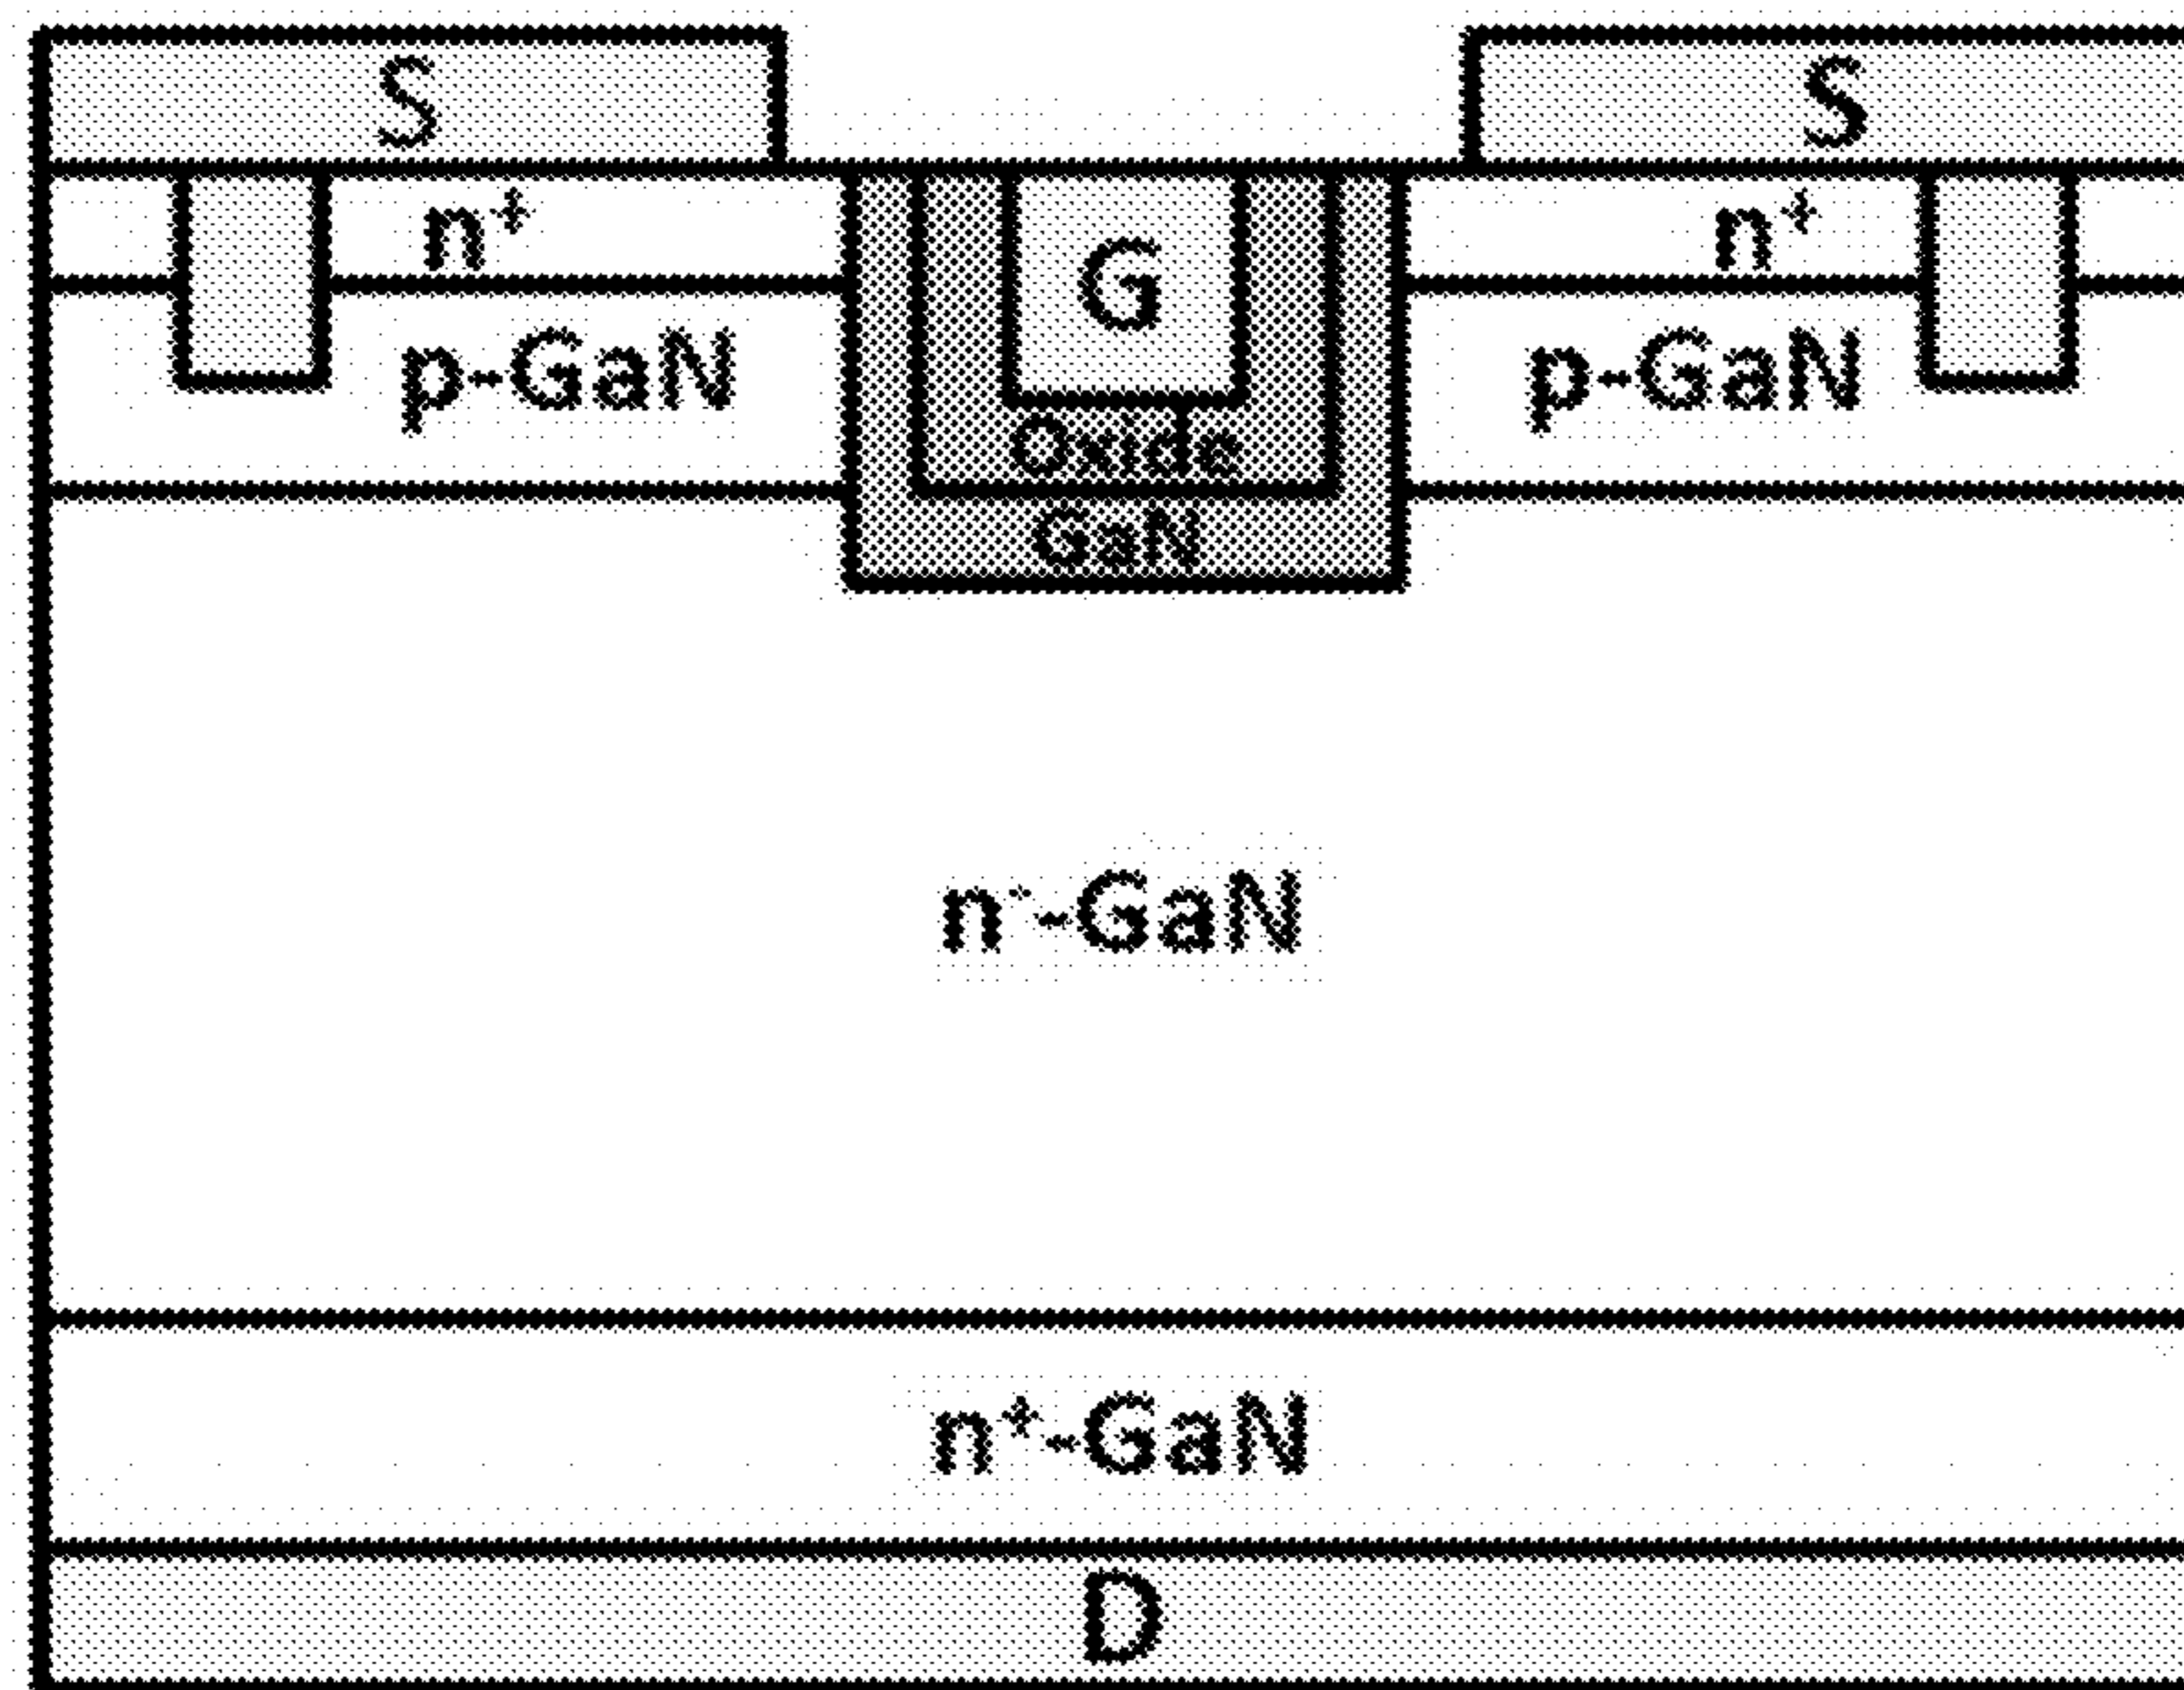 S
S
n⁺
n⁺
G
p-GaN
p-GaN
Oxide
GaN
n⁻-GaN
n⁺-GaN
D